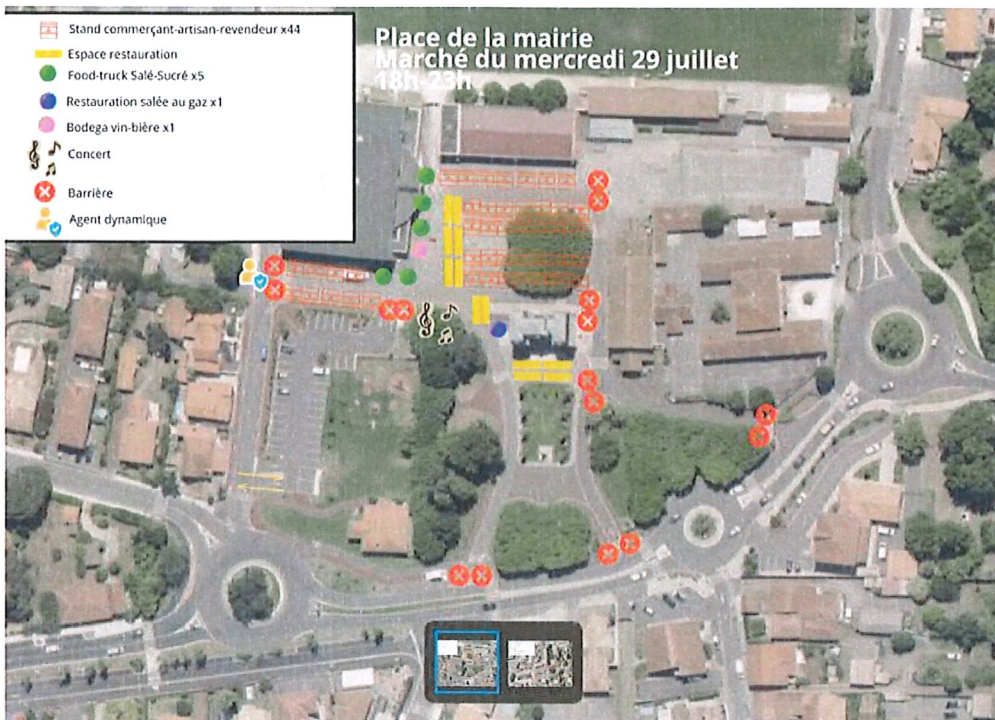 Stand commerçant-artisan-revendeur x44
Espace restauration
Food-truck Salé-Sucré x5
Restauration salée au gaz x1
Bodega vin-bière x1
Concert
Barrière
Agent dynamique
Place de la mairie
Marché du mercredi 29 juillet
18h-23h